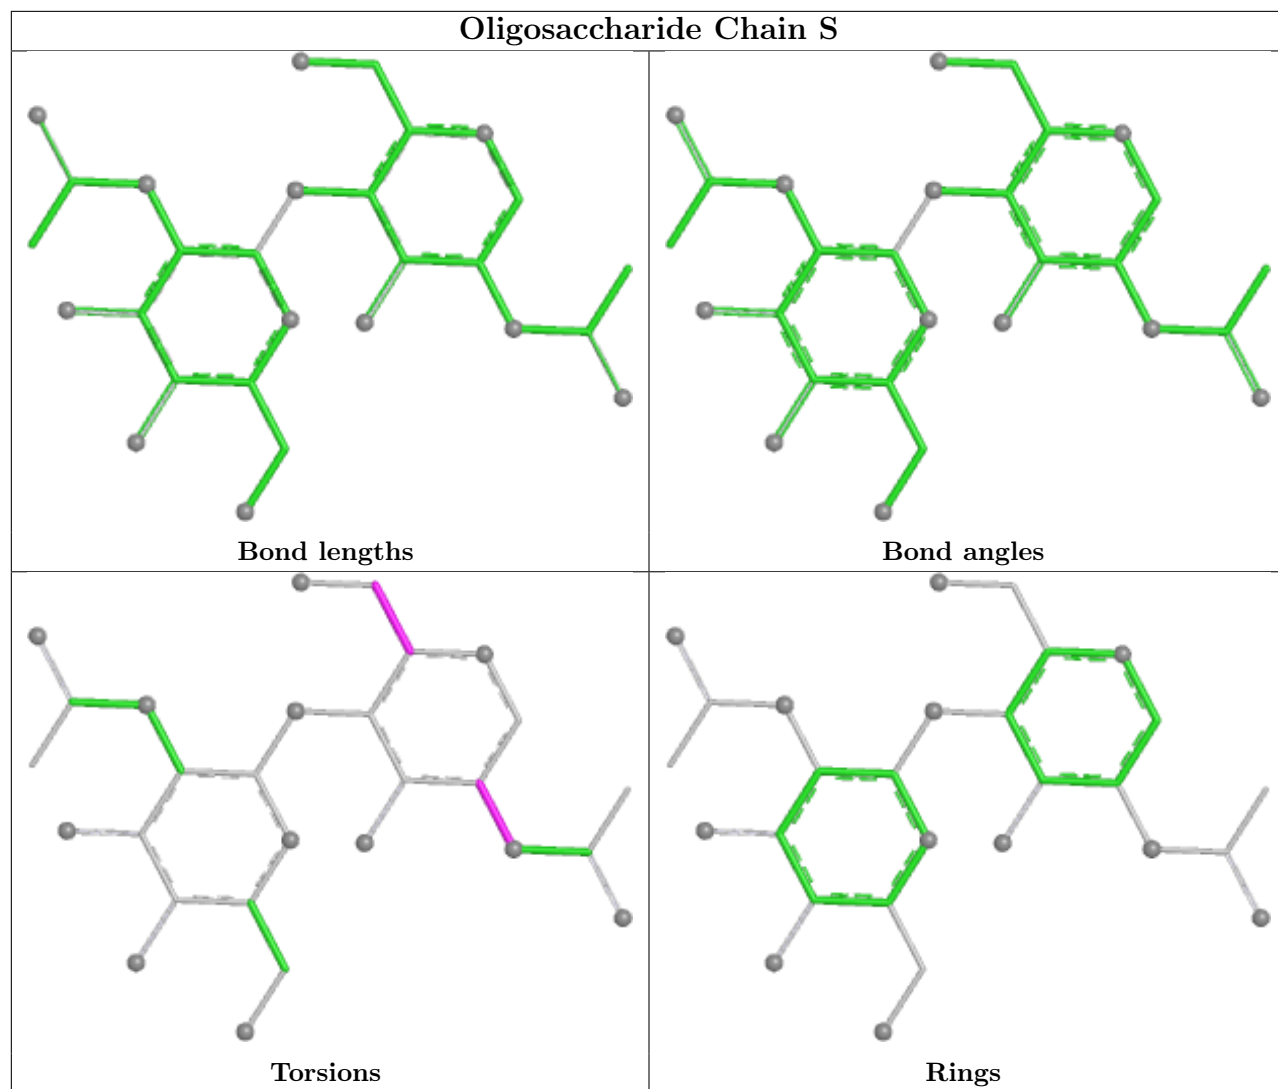 Oligosaccharide Chain S
Bond lengths
Bond angles
Torsions
Rings